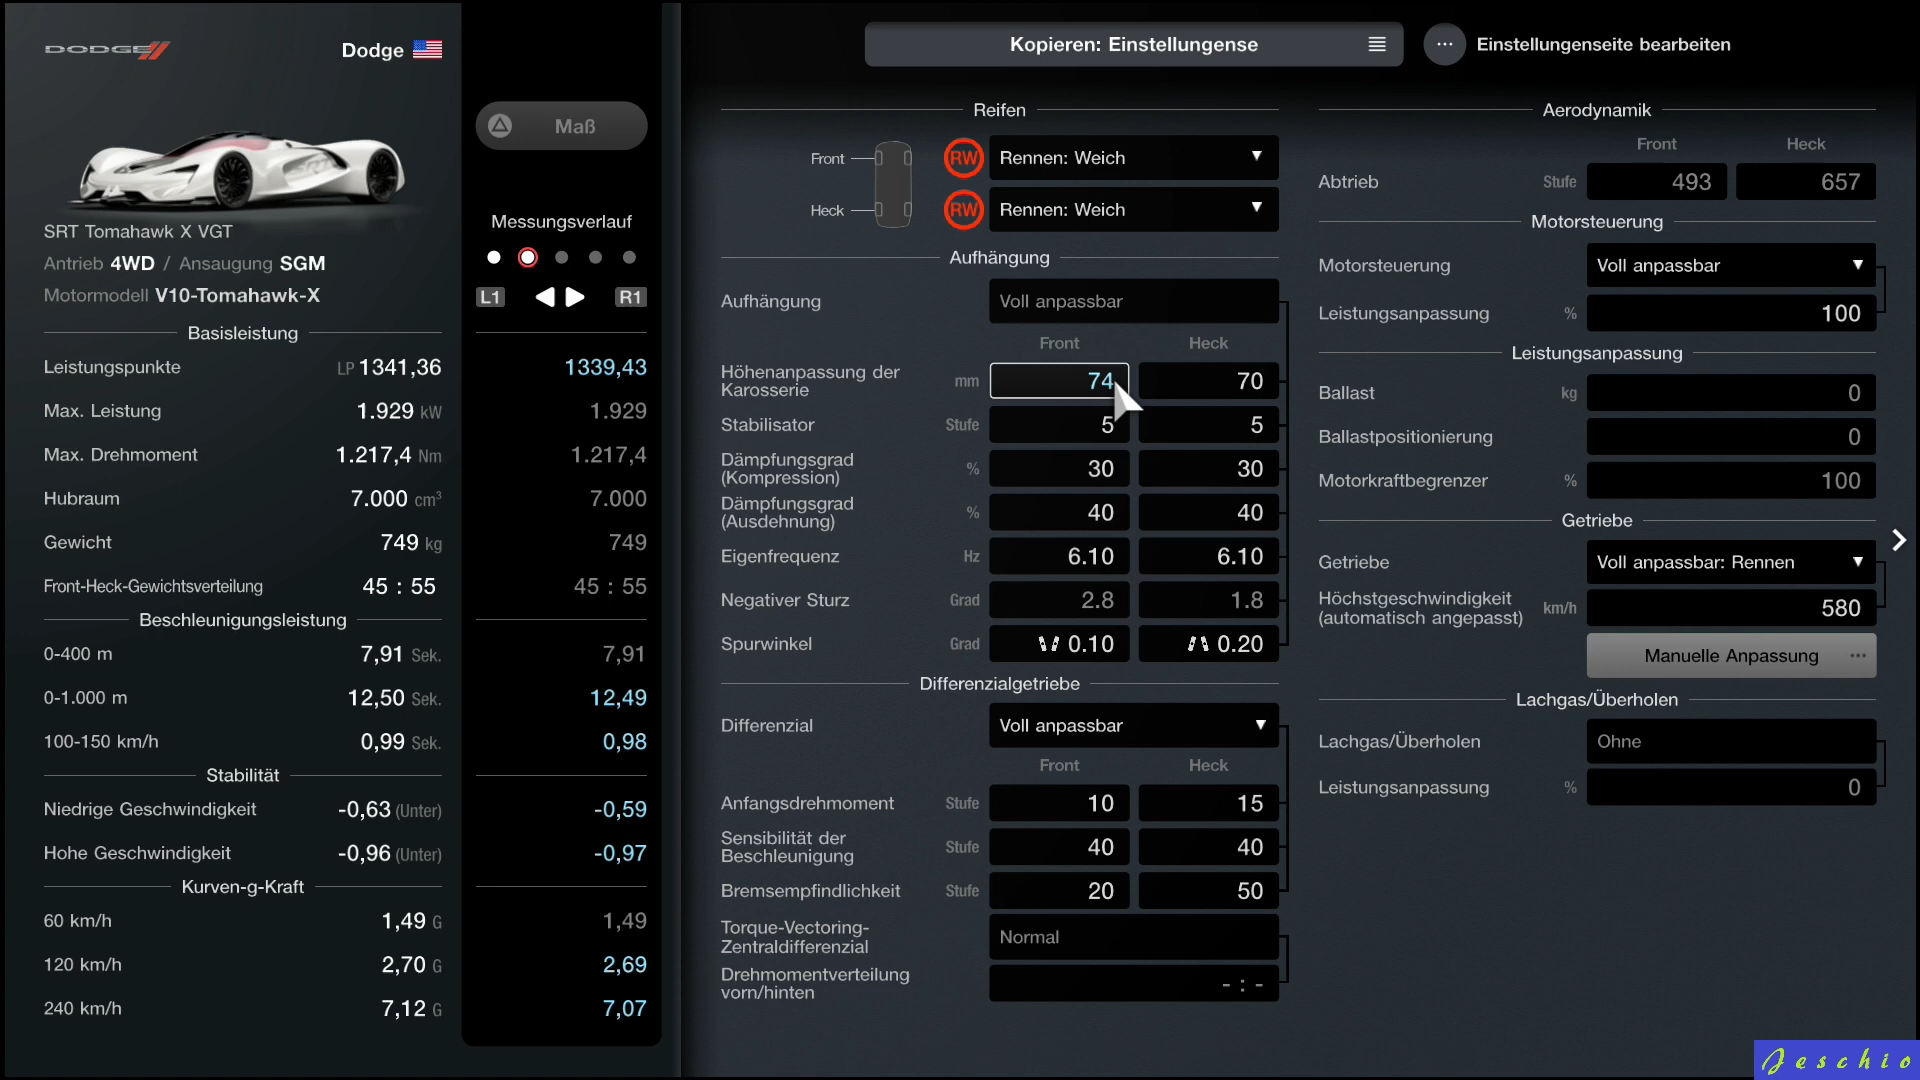 DODGE
Dodge
SRT Tomahawk X VGT
Antrieb 4WD / Ansaugung SGM
Motormodell V10-Tomahawk-X
Basisleistung
Leistungspunkte LP 1341,36
Max. Leistung 1.929 kW
Max. Drehmoment 1.217,4 Nm
Hubraum 7.000 cm³
Gewicht 749 kg
Front-Heck-Gewichtsverteilung 45 : 55
Beschleunigungsleistung
0-400 m 7,91 Sek.
0-1.000 m 12,50 Sek.
100-150 km/h 0,99 Sek.
Stabilität
Niedrige Geschwindigkeit -0,63 (Unter)
Hohe Geschwindigkeit -0,96 (Unter)
Kurven-g-Kraft
60 km/h 1,49 G
120 km/h 2,70 G
240 km/h 7,12 G
Maß
Messungsverlauf
L1 R1
1339,43
1.929
1.217,4
7.000
749
45 : 55
7,91
12,49
0,98
-0,59
-0,97
1,49
2,69
7,07
Kopieren: Einstellungense
Einstellungenseite bearbeiten
Reifen
Front RW Rennen: Weich
Heck RW Rennen: Weich
Aufhängung
Aufhängung Voll anpassbar
Front Heck
Höhenanpassung der
Karosserie mm 74 70
Stabilisator Stufe 5 5
Dämpfungsgrad
(Kompression) % 30 30
Dämpfungsgrad
(Ausdehnung) % 40 40
Eigenfrequenz Hz 6.10 6.10
Negativer Sturz Grad 2.8 1.8
Spurwinkel Grad 0.10 0.20
Differenzialgetriebe
Differenzial Voll anpassbar
Front Heck
Anfangsdrehmoment Stufe 10 15
Sensibilität der
Beschleunigung Stufe 40 40
Bremsempfindlichkeit Stufe 20 50
Torque-Vectoring-
Zentraldifferenzial Normal
Drehmomentverteilung
vorn/hinten - : -
Aerodynamik
Front Heck
Abtrieb Stufe 493 657
Motorsteuerung
Motorsteuerung Voll anpassbar
Leistungsanpassung % 100
Leistungsanpassung
Ballast kg 0
Ballastpositionierung 0
Motorkraftbegrenzer % 100
Getriebe
Getriebe Voll anpassbar: Rennen
Höchstgeschwindigkeit
(automatisch angepasst) km/h 580
Manuelle Anpassung ...
Lachgas/Überholen
Lachgas/Überholen Ohne
Leistungsanpassung % 0
Jeschio